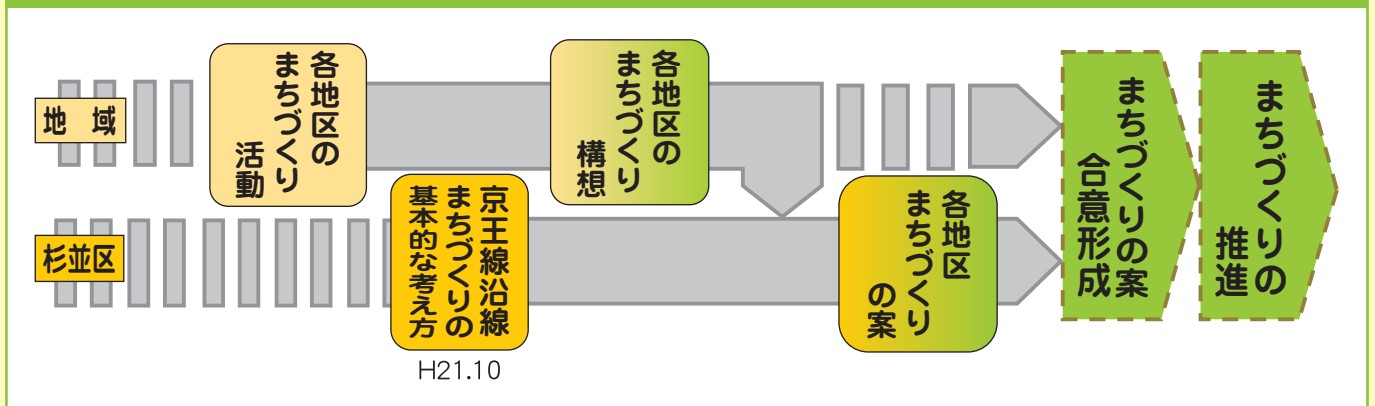 地　域
各地区の
まちづくり
活動
各地区の
まちづくり
構想
杉並区
京王線沿線
まちづくりの
基本的な考え方
H21.10
各地区
まちづくり
の案
まちづくりの案
合意形成
まちづくりの
推進